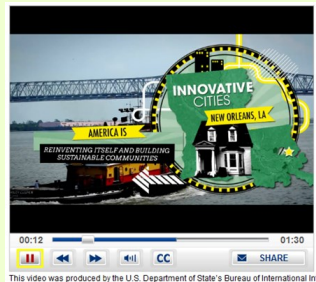 INNOVATIVE
CITIES
NEW ORLEANS, LA
AMERICA IS
REINVENTING ITSELF AND BUILDING
SUSTAINABLE COMMUNITIES
00:12
01:30
CC
SHARE
This video was produced by the U.S. Department of State's Bureau of International In